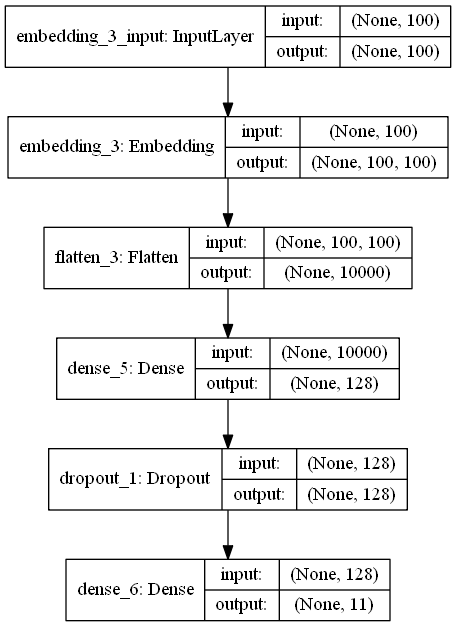 embedding_3_input: InputLayer
input: (None, 100)
output: (None, 100)
embedding_3: Embedding
input: (None, 100)
output: (None, 100, 100)
flatten_3: Flatten
input: (None, 100, 100)
output: (None, 10000)
dense_5: Dense
input: (None, 10000)
output: (None, 128)
dropout_1: Dropout
input: (None, 128)
output: (None, 128)
dense_6: Dense
input: (None, 128)
output: (None, 11)